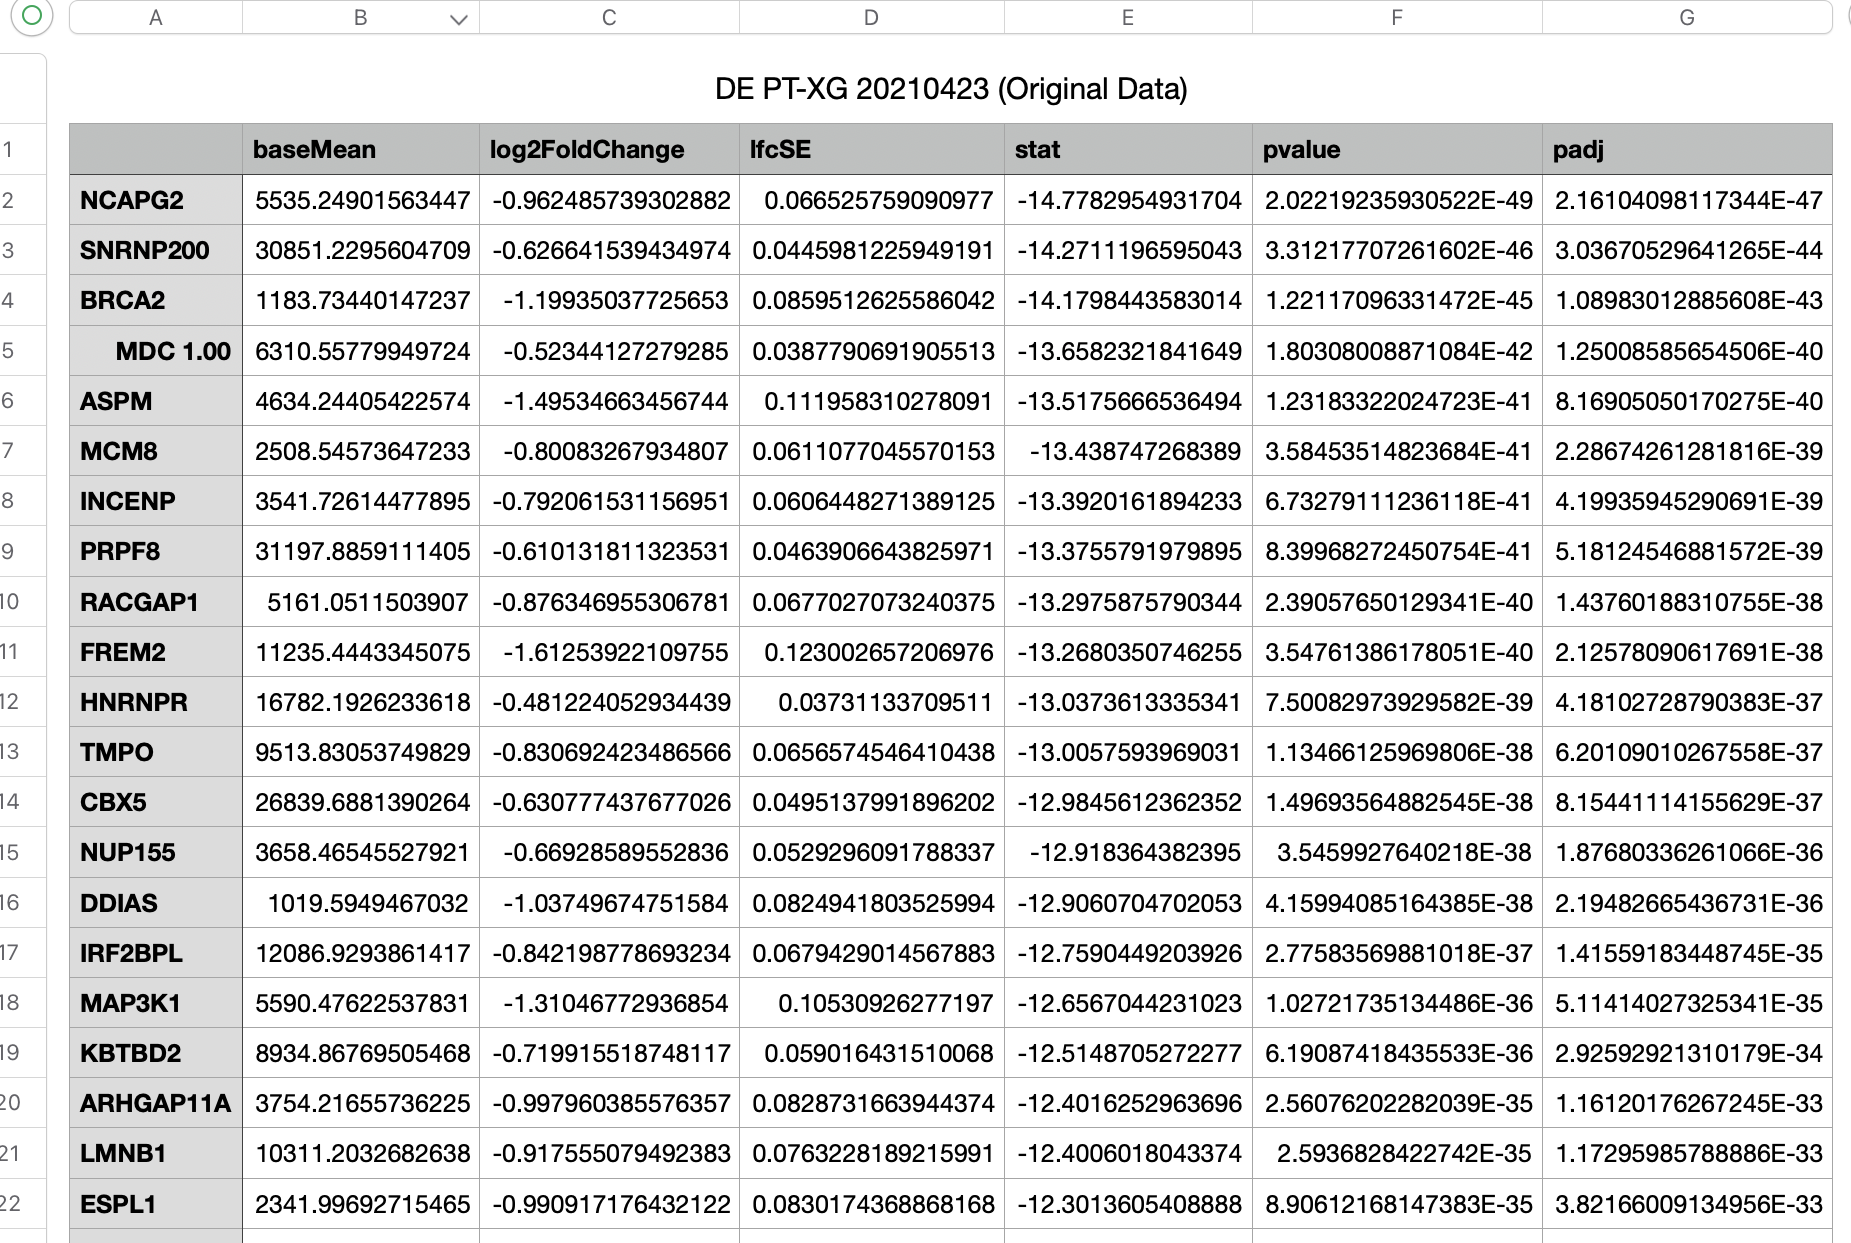 A B C D E F G
DE PT-XG 20210423 (Original Data)
1 baseMean log2FoldChange lfcSE stat pvalue padj
2 NCAPG2 5535.24901563447 -0.962485739302882 0.066525759090977 -14.7782954931704 2.02219235930522E-49 2.16104098117344E-47
3 SNRNP200 30851.2295604709 -0.626641539434974 0.0445981225949191 -14.2711196595043 3.31217707261602E-46 3.03670529641265E-44
4 BRCA2 1183.73440147237 -1.19935037725653 0.0859512625586042 -14.1798443583014 1.22117096331472E-45 1.08983012885608E-43
5 MDC 1.00 6310.55779949724 -0.52344127279285 0.0387790691905513 -13.6582321841649 1.80308008871084E-42 1.25008585654506E-40
6 ASPM 4634.24405422574 -1.49534663456744 0.111958310278091 -13.5175666536494 1.23183322024723E-41 8.16905050170275E-40
7 MCM8 2508.54573647233 -0.80083267934807 0.0611077045570153 -13.438747268389 3.58453514823684E-41 2.28674261281816E-39
8 INCENP 3541.72614477895 -0.792061531156951 0.0606448271389125 -13.3920161894233 6.73279111236118E-41 4.19935945290691E-39
9 PRPF8 31197.8859111405 -0.610131811323531 0.0463906643825971 -13.3755791979895 8.39968272450754E-41 5.18124546881572E-39
10 RACGAP1 5161.0511503907 -0.876346955306781 0.0677027073240375 -13.2975875790344 2.39057650129341E-40 1.43760188310755E-38
11 FREM2 11235.4443345075 -1.61253922109755 0.123002657206976 -13.2680350746255 3.54761386178051E-40 2.12578090617691E-38
12 HNRNPR 16782.1926233618 -0.481224052934439 0.03731133709511 -13.0373613335341 7.50082973929582E-39 4.18102728790383E-37
13 TMPO 9513.83053749829 -0.830692423486566 0.0656574546410438 -13.0057593969031 1.13466125969806E-38 6.20109010267558E-37
14 CBX5 26839.6881390264 -0.630777437677026 0.0495137991896202 -12.9845612362352 1.49693564882545E-38 8.15441114155629E-37
15 NUP155 3658.46545527921 -0.66928589552836 0.0529296091788337 -12.918364382395 3.5459927640218E-38 1.87680336261066E-36
16 DDIAS 1019.5949467032 -1.03749674751584 0.0824941803525994 -12.9060704702053 4.15994085164385E-38 2.19482665436731E-36
17 IRF2BPL 12086.9293861417 -0.842198778693234 0.0679429014567883 -12.7590449203926 2.77583569881018E-37 1.41559183448745E-35
18 MAP3K1 5590.47622537831 -1.31046772936854 0.10530926277197 -12.6567044231023 1.02721735134486E-36 5.11414027325341E-35
19 KBTBD2 8934.86769505468 -0.719915518748117 0.059016431510068 -12.5148705272277 6.19087418435533E-36 2.92592921310179E-34
20 ARHGAP11A 3754.21655736225 -0.997960385576357 0.0828731663944374 -12.4016252963696 2.56076202282039E-35 1.16120176267245E-33
21 LMNB1 10311.2032682638 -0.917555079492383 0.0763228189215991 -12.4006018043374 2.5936828422742E-35 1.17295985788886E-33
22 ESPL1 2341.99692715465 -0.990917176432122 0.0830174368868168 -12.3013605408888 8.90612168147383E-35 3.82166009134956E-33